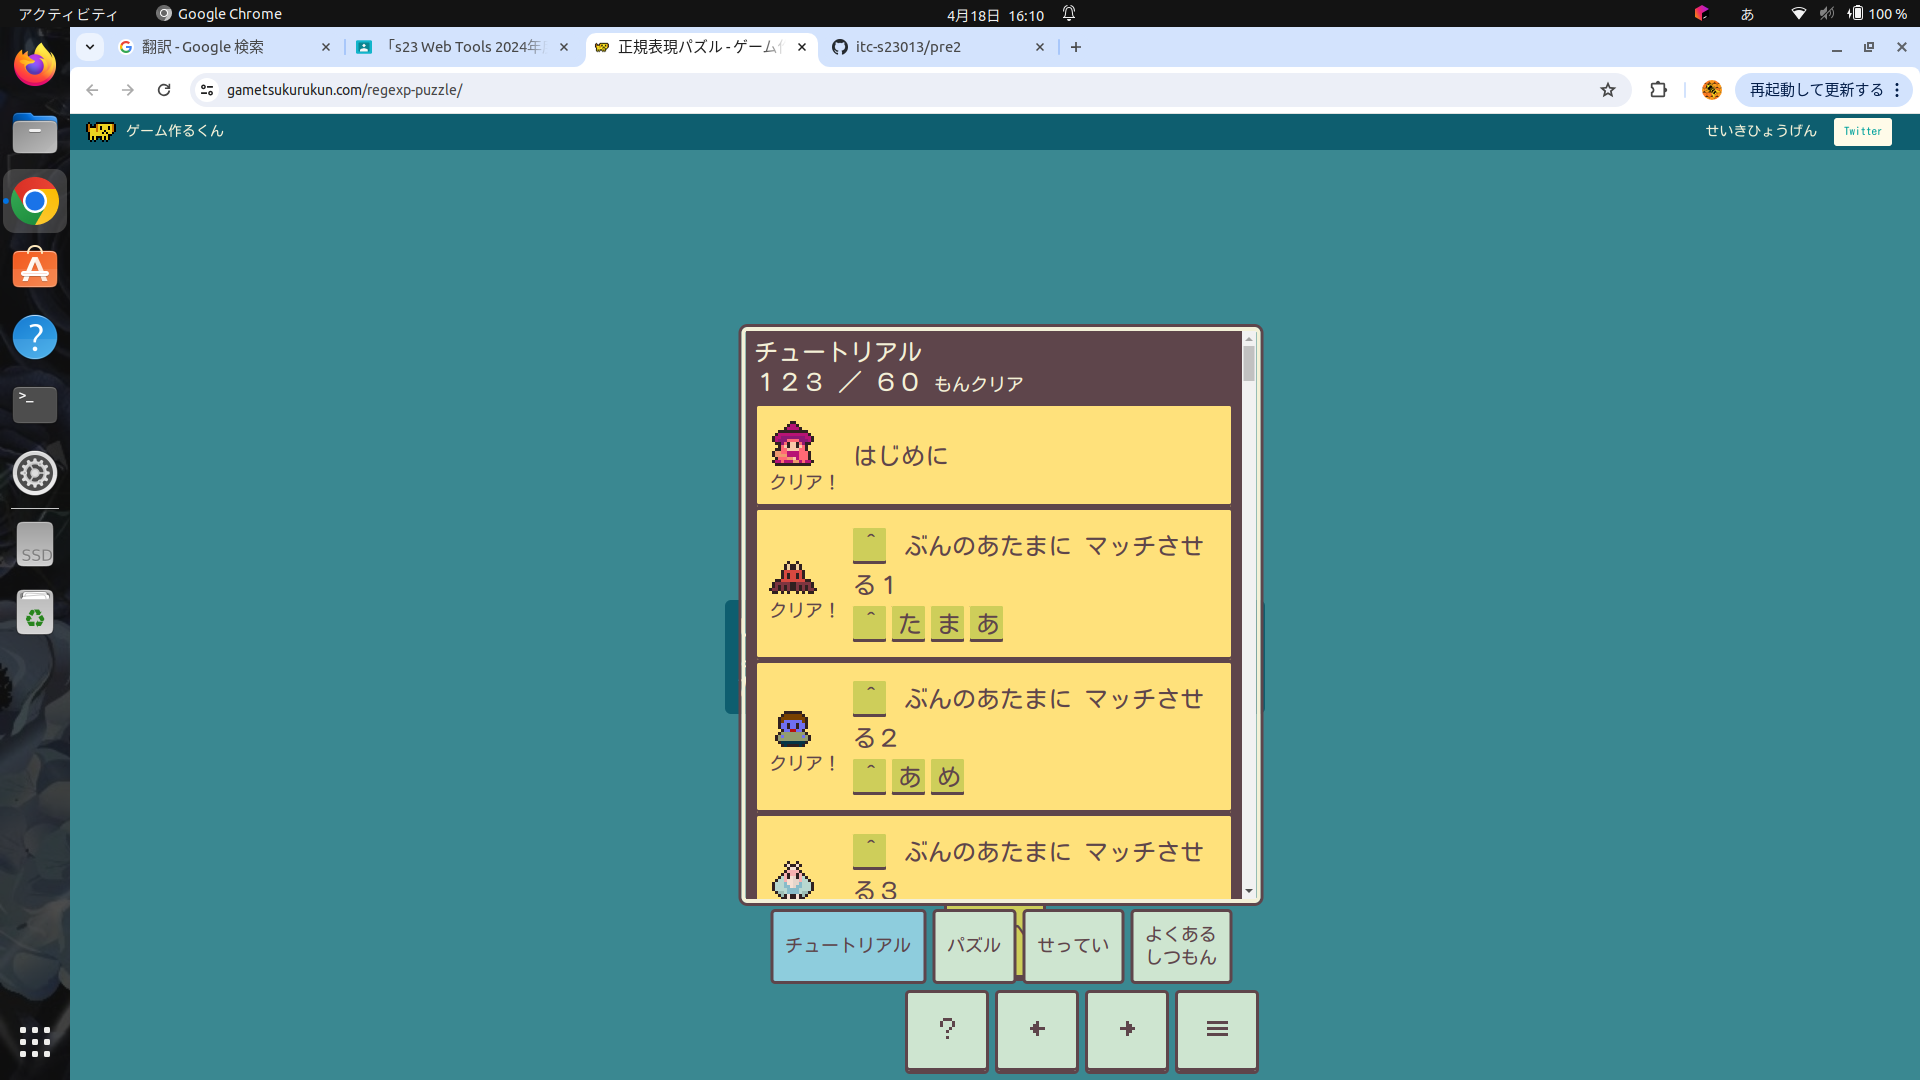 アクティビティ
Google Chrome
4月18日 16:10
あ
100 %
翻訳 - Google 検索
「s23 Web Tools 2024年
正規表現パズル - ゲーム
itc-s23013/pre2
gametsukurukun.com/regexp-puzzle/
再起動して更新する
ゲーム作るくん
せいきひょうげん
Twitter
チュートリアル
１２３ ／ ６０ もんクリア
はじめに
クリア！
^ ぶんのあたまに マッチさせ
る１
^ た ま あ
クリア！
^ ぶんのあたまに マッチさせ
る２
^ あ め
クリア！
^ ぶんのあたまに マッチさせ
る３
チュートリアル
パズル
せってい
よくある
しつもん
?
SSD